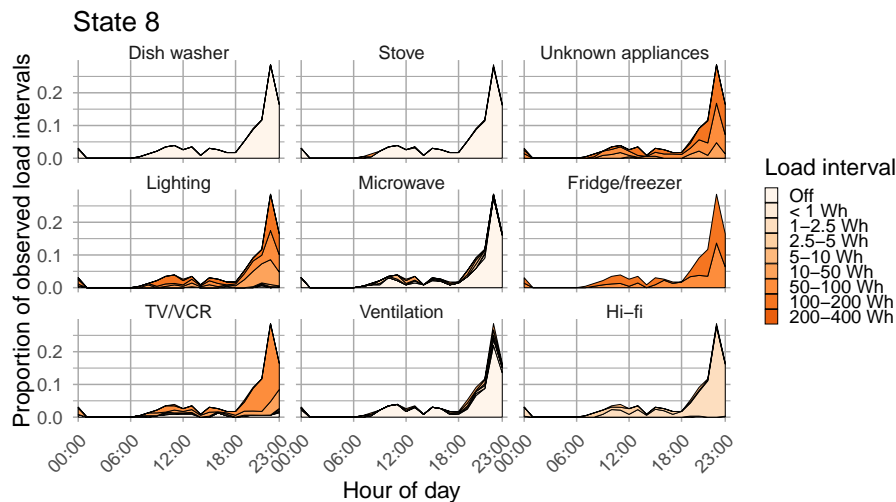 State 8
Dish washer
Stove
Unknown appliances
0.2
0.1
0.0
Lighting
Microwave
Fridge/freezer
0.2
0.1
0.0
TV/VCR
Ventilation
Hi−fi
0.2
0.1
0.0
00:00 06:00 12:00 18:00 23:00
00:00 06:00 12:00 18:00 23:00
00:00 06:00 12:00 18:00 23:00
Hour of day
Proportion of observed load intervals
Load interval
Off
< 1 Wh
1−2.5 Wh
2.5−5 Wh
5−10 Wh
10−50 Wh
50−100 Wh
100−200 Wh
200−400 Wh